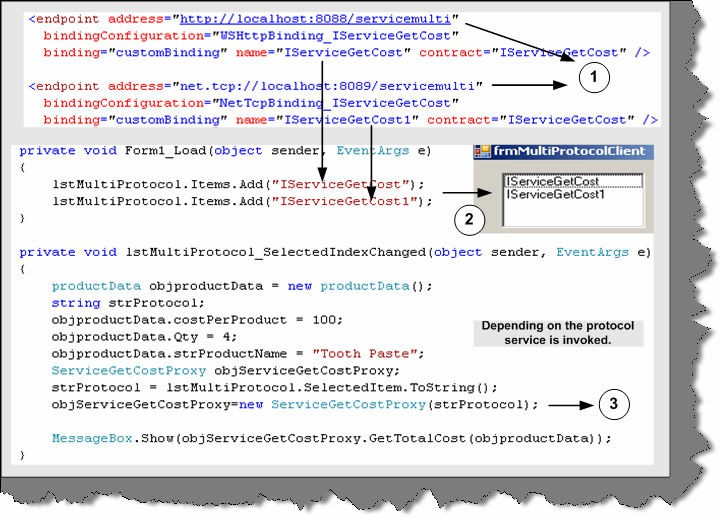 <endpoint address="http://localhost:8088/servicemulti"
bindingConfiguration="WSHttpBinding_IServiceGetCost"
binding="customBinding" name="IServiceGetCost" contract="IServiceGetCost" />
1
<endpoint address="net.tcp://localhost:8089/servicemulti"
bindingConfiguration="NetTcpBinding_IServiceGetCost"
binding="customBinding" name="IServiceGetCost1" contract="IServiceGetCost" />
private void Form1_Load(object sender, EventArgs e)
{
lstMultiProtocol.Items.Add("IServiceGetCost");
lstMultiProtocol.Items.Add("IServiceGetCost1");
}
2
frmMultiProtocolClient
IServiceGetCost
IServiceGetCost1
private void lstMultiProtocol_SelectedIndexChanged(object sender, EventArgs e)
{
productData objproductData = new productData();
string strProtocol;
objproductData.costPerProduct = 100;
objproductData.Qty = 4;
objproductData.strProductName = "Tooth Paste";
ServiceGetCostProxy objServiceGetCostProxy;
strProtocol = lstMultiProtocol.SelectedItem.ToString();
objServiceGetCostProxy=new ServiceGetCostProxy(strProtocol);
3
Depending on the protocol
service is invoked.
MessageBox.Show(objServiceGetCostProxy.GetTotalCost(objproductData));
}